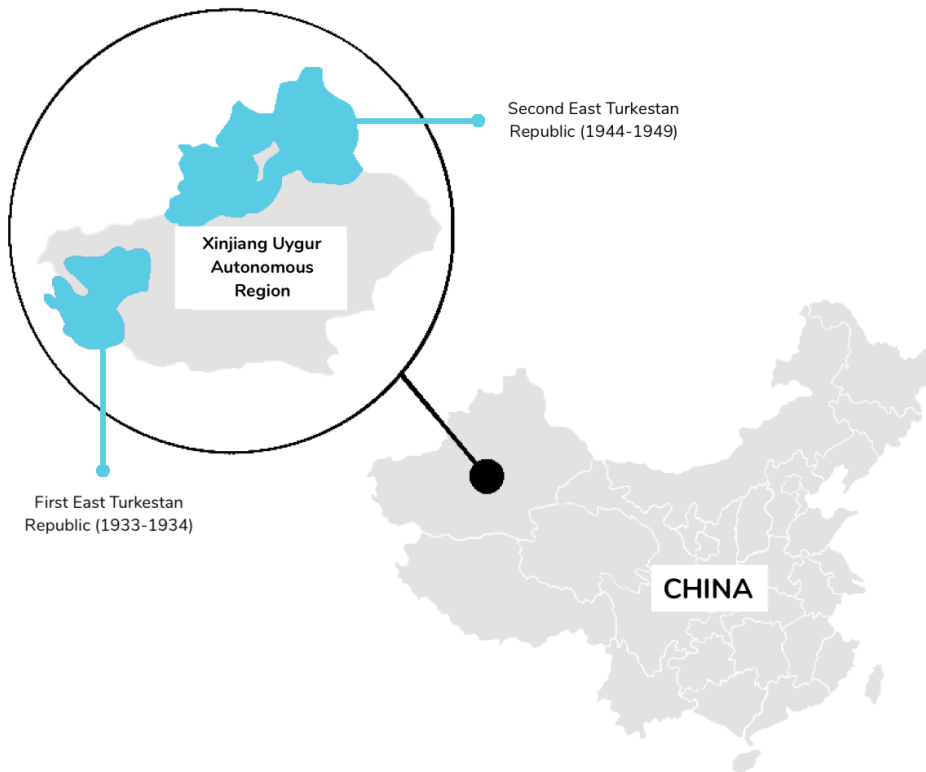 Second East Turkestan
Republic (1944-1949)
Xinjiang Uygur
Autonomous
Region
First East Turkestan
Republic (1933-1934)
CHINA